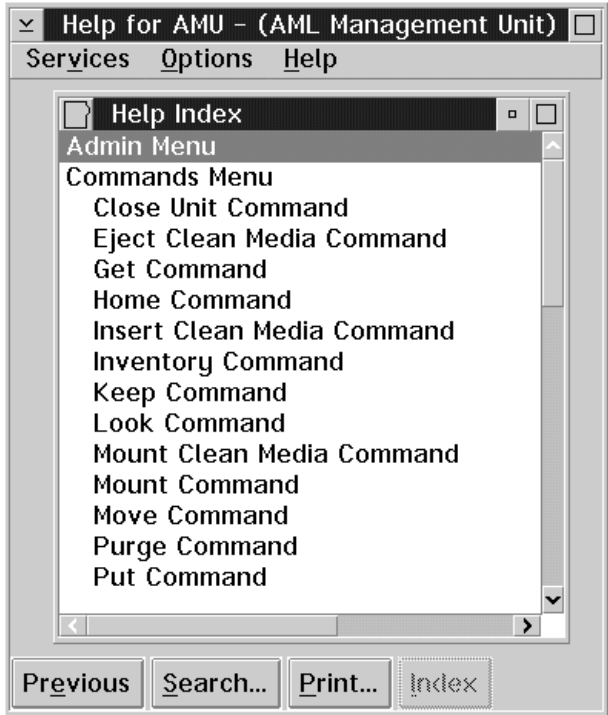 Help for AMU - (AML Management Unit)
Services Options Help
Help Index
Admin Menu
Commands Menu
Close Unit Command
Eject Clean Media Command
Get Command
Home Command
Insert Clean Media Command
Inventory Command
Keep Command
Look Command
Mount Clean Media Command
Mount Command
Move Command
Purge Command
Put Command
Previous Search... Print... Index